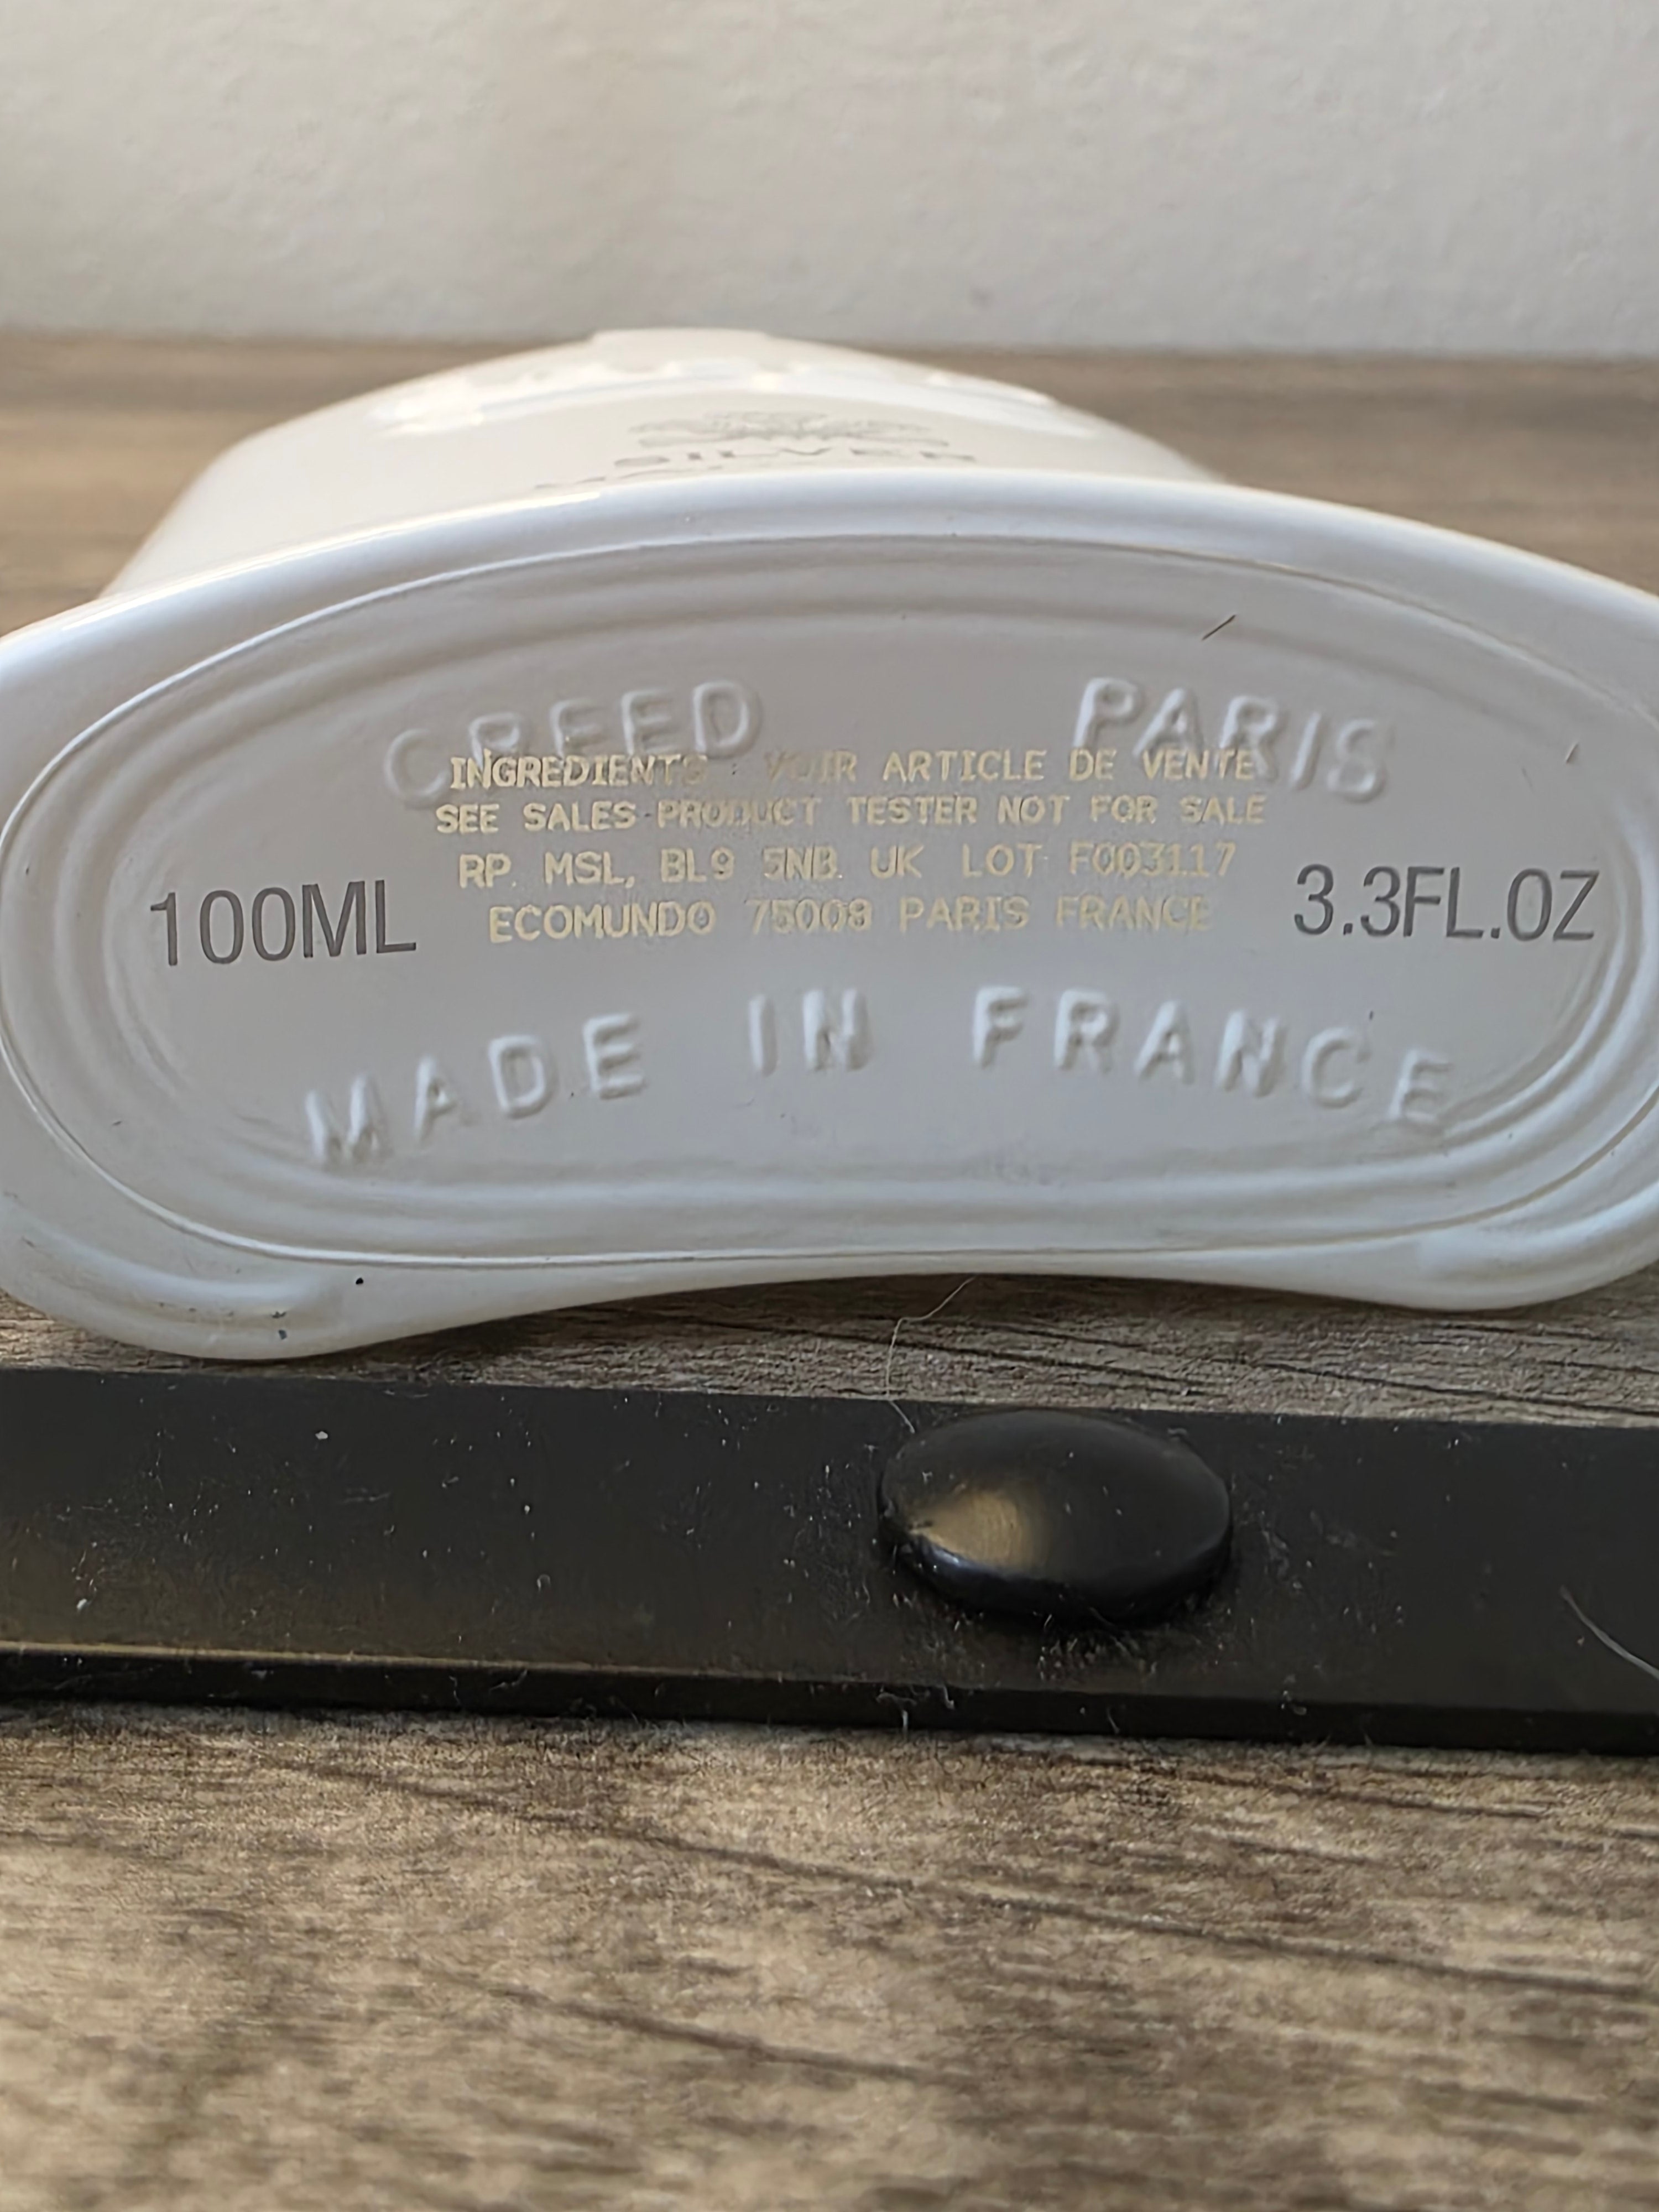 SILVER
CREED PARIS
INGREDIENTS : VOIR ARTICLE DE VENTE
SEE SALES PRODUCT TESTER NOT FOR SALE
RP. MSL, BL9 5NB. UK LOT F003117
ECOMUNDO 75008 PARIS FRANCE
100ML
3.3FL.OZ
MADE IN FRANCE